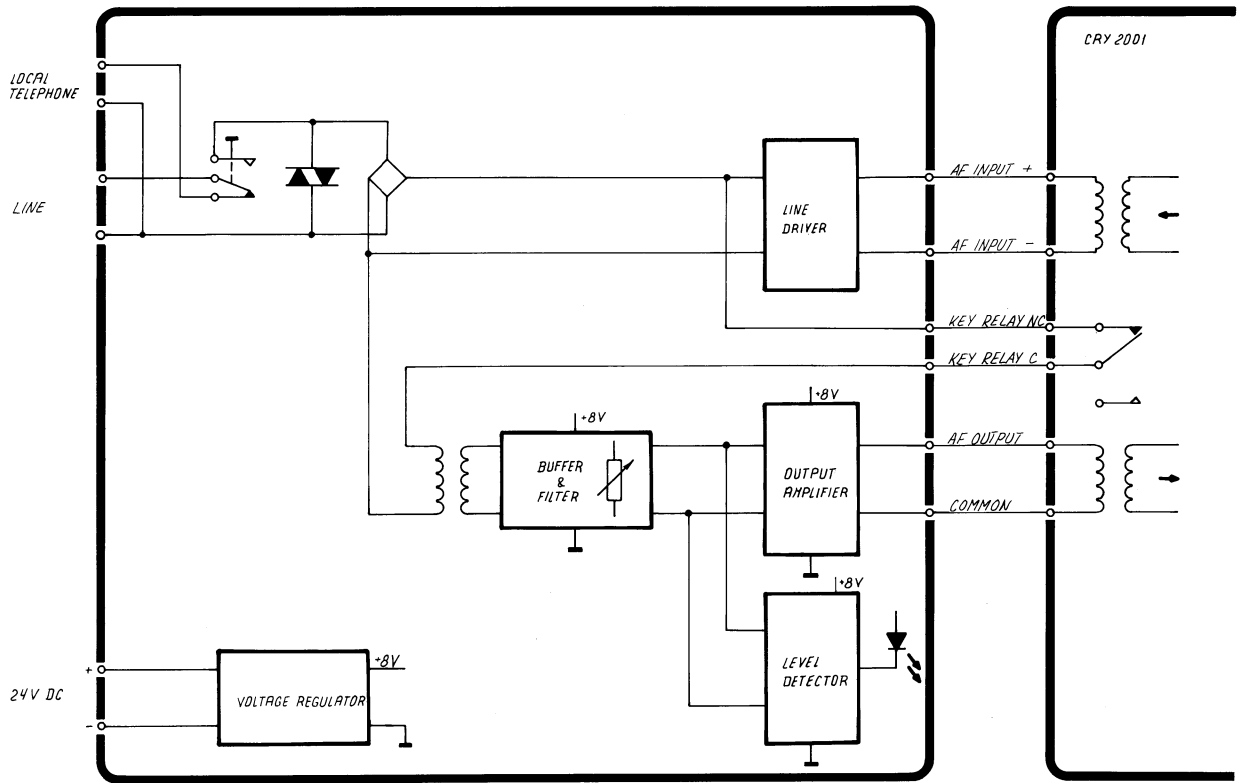 CRY 2001
LOCAL
TELEPHONE
LINE
LINE
DRIVER
AF INPUT +
AF INPUT -
KEY RELAY NC
KEY RELAY C
+8V
BUFFER
&
FILTER
+8V
OUTPUT
AMPLIFIER
AF OUTPUT
COMMON
+8V
LEVEL
DETECTOR
24V DC
+
-
VOLTAGE REGULATOR
+8V